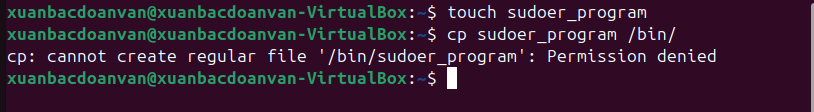 xuanbacdoanvan@xuanbacdoanvan-VirtualBox:~$ touch sudoer_program
xuanbacdoanvan@xuanbacdoanvan-VirtualBox:~$ cp sudoer_program /bin/
cp: cannot create regular file '/bin/sudoer_program': Permission denied
xuanbacdoanvan@xuanbacdoanvan-VirtualBox:~$